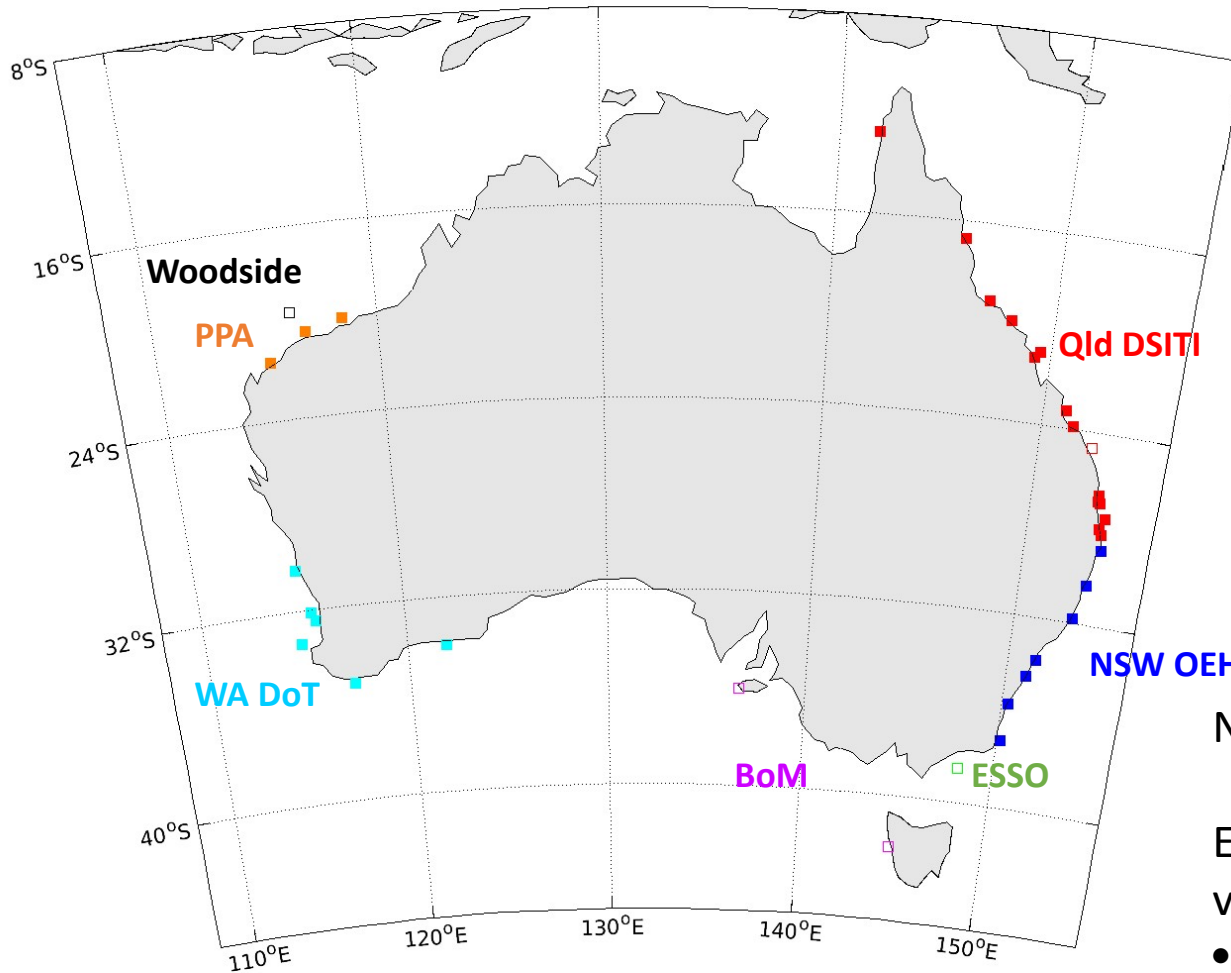 8°S
16°S
Woodside
PPA
Qld DSITI
24°S
32°S
NSW OEH
WA DoT
N
BoM
ESSO
40°S
E
v
•
110°E
120°E
130°E
140°E
150°E